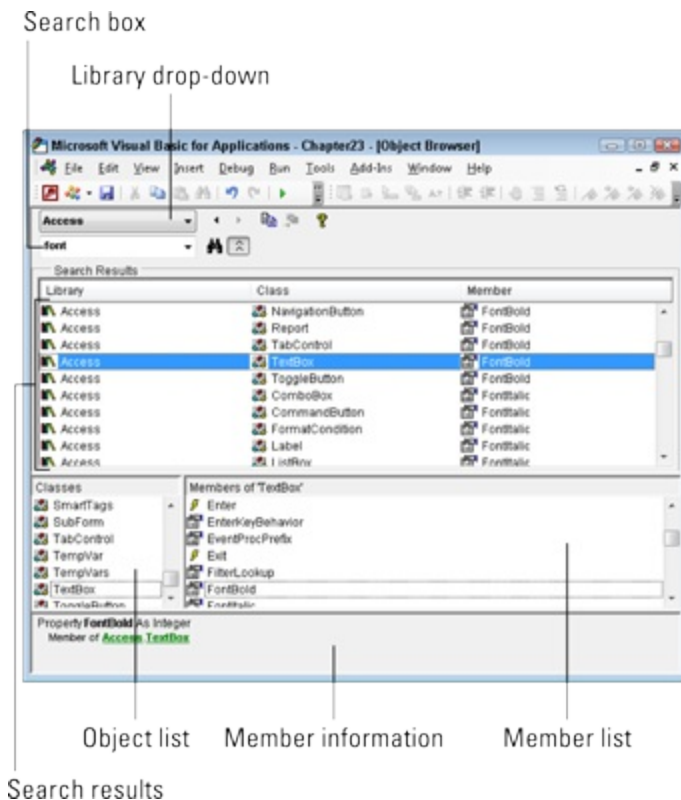 Search box
Library drop-down
Microsoft Visual Basic for Applications - Chapter23 - [Object Browser]
File Edit View Insert Debug Run Tools Add-Ins Window Help
Access
font
Search Results
Library Class Member
Access NavigationButton FontBold
Access Report FontBold
Access TabControl FontBold
Access TextBox FontBold
Access ToggleButton FontBold
Access ComboBox FontItalic
Access CommandButton FontItalic
Access FormatCondition FontItalic
Access Label FontItalic
Access ListBox FontItalic
Classes Members of 'TextBox'
SmartTags Enter
SubForm EnterKeyBehavior
TabControl EventProcPrefix
TempVar Exit
TempVars FilterLookup
TextBox FontBold
ToggleButton FontItalic
Property FontBold As Integer
Member of Access.TextBox
Object list Member information Member list
Search results